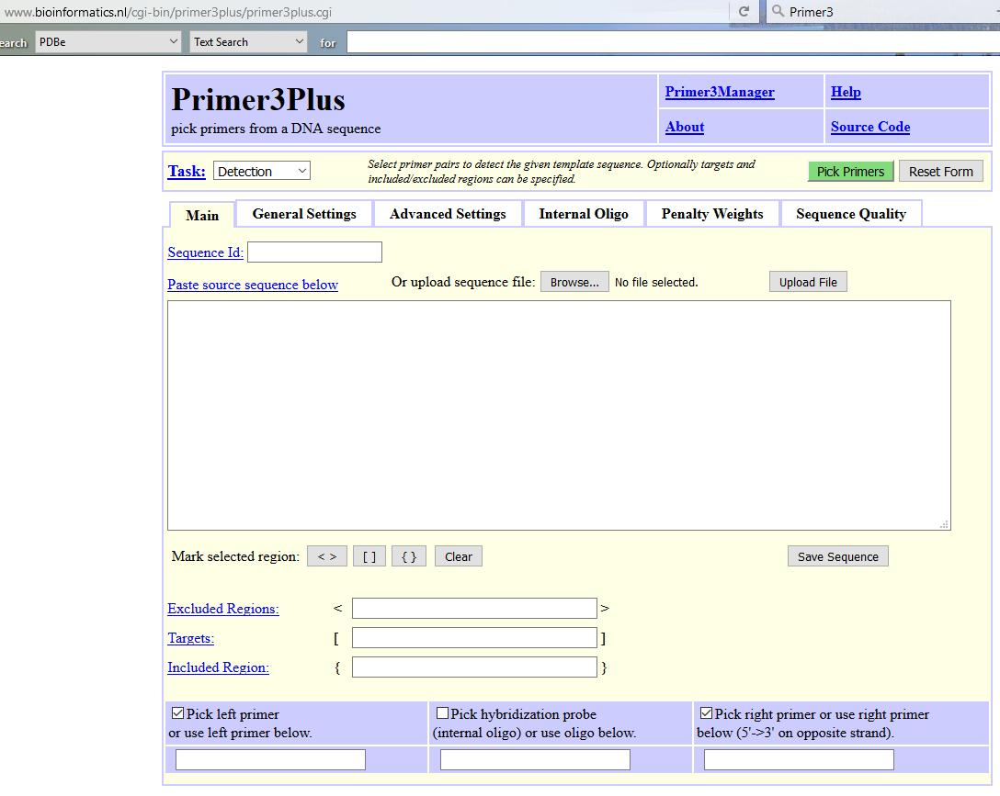 www.bioinformatics.nl/cgi-bin/primer3plus/primer3plus.cgi
Primer3
earch PDBe Text Search for
Primer3Plus
pick primers from a DNA sequence
Primer3Manager Help
About Source Code
Task: Detection
Select primer pairs to detect the given template sequence. Optionally targets and
included/excluded regions can be specified.
Pick Primers Reset Form
Main General Settings Advanced Settings Internal Oligo Penalty Weights Sequence Quality
Sequence Id:
Paste source sequence below Or upload sequence file: Browse... No file selected. Upload File
Mark selected region: < > [ ] { } Clear Save Sequence
Excluded Regions: < >
Targets: [ ]
Included Region: { }
Pick left primer
or use left primer below.
Pick hybridization probe
(internal oligo) or use oligo below.
Pick right primer or use right primer
below (5'->3' on opposite strand).